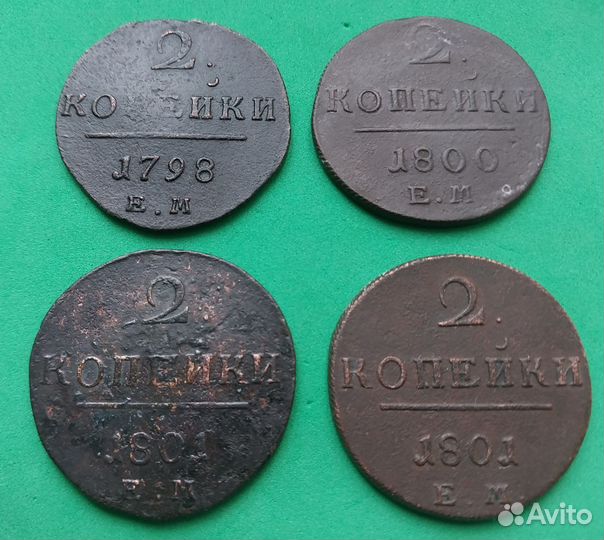 2.
КОПЕЙКИ
1798
Е.М
2.
КОПЕЙКИ
1800
Е.М
2
КОПЕЙКИ
1801
Е.М
2.
КОПЕЙКИ
1801
Е М.
Avito